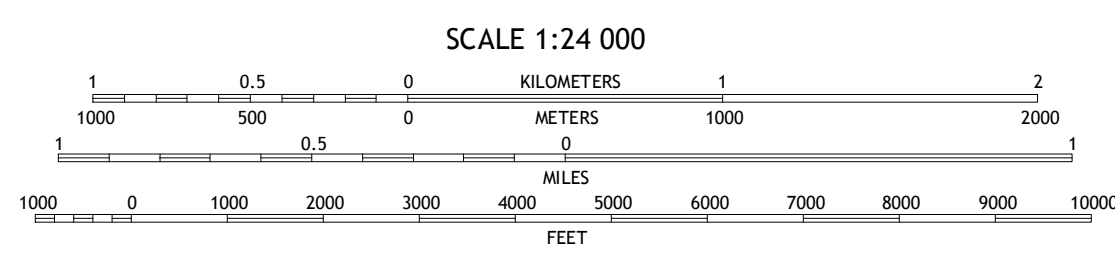 SCALE 1:24 000
1 0.5 0 KILOMETERS 1 2
1000 500 0 METERS 1000 2000
1 0.5 0 1
MILES
1000 0 1000 2000 3000 4000 5000 6000 7000 8000 9000 10000
FEET